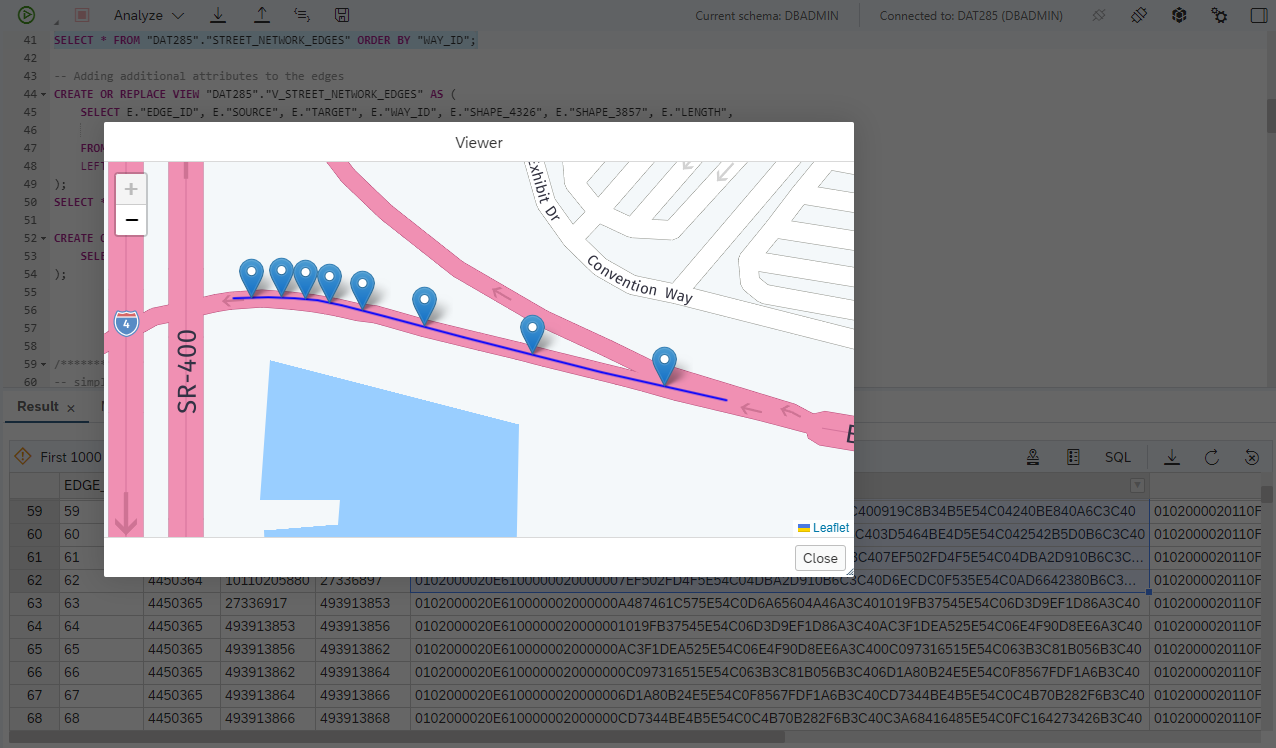 Analyze
Current schema: DBADMIN
Connected to: DAT285 (DBADMIN)
41 SELECT * FROM "DAT285"."STREET_NETWORK_EDGES" ORDER BY "WAY_ID";
42
43 -- Adding additional attributes to the edges
44 CREATE OR REPLACE VIEW "DAT285"."V_STREET_NETWORK_EDGES" AS (
45 SELECT E."EDGE_ID", E."SOURCE", E."TARGET", E."WAY_ID", E."SHAPE_4326", E."SHAPE_3857", E."LENGTH",
46
47 FROM
48 LEFT
49 );
50 SELECT *
51
52 CREATE O
53 SELE
54 );
55
56
57
58
59 /*******
60 -- simpl
Viewer
+
−
Exhibit Dr
Convention Way
4
SR-400
E
Leaflet
Close
Result
First 1000
SQL
EDGE_
59 59 C400919C8B34B5E54C04240BE840A6C3C40 0102000020110F
60 60 C403D5464BE4D5E54C042542B5D0B6C3C40 0102000020110F
61 61 C407EF502FD4F5E54C04DBA2D910B6C3C... 0102000020110F
62 62 4450364 10110205880 27336897 0102000020E61000000020000007EF502FD4F5E54C04DBA2D910B6C3C40D6ECDC0F535E54C0AD6642380B6C3... 0102000020110F
63 63 4450365 27336917 493913853 0102000020E610000002000000A487461C575E54C0D6A65604A46A3C401019FB37545E54C06D3D9EF1D86A3C40 0102000020110F
64 64 4450365 493913853 493913856 0102000020E6100000020000001019FB37545E54C06D3D9EF1D86A3C40AC3F1DEA525E54C06E4F90D8EE6A3C40 0102000020110F
65 65 4450365 493913856 493913862 0102000020E610000002000000AC3F1DEA525E54C06E4F90D8EE6A3C400C097316515E54C063B3C81B056B3C40 0102000020110F
66 66 4450365 493913862 493913864 0102000020E6100000020000000C097316515E54C063B3C81B056B3C406D1A80B24E5E54C0F8567FDF1A6B3C40 0102000020110F
67 67 4450365 493913864 493913866 0102000020E6100000020000006D1A80B24E5E54C0F8567FDF1A6B3C40CD7344BE4B5E54C0C4B70B282F6B3C40 0102000020110F
68 68 4450365 493913866 493913868 0102000020E610000002000000CD7344BE4B5E54C0C4B70B282F6B3C40C3A68416485E54C0FC164273426B3C40 0102000020110F